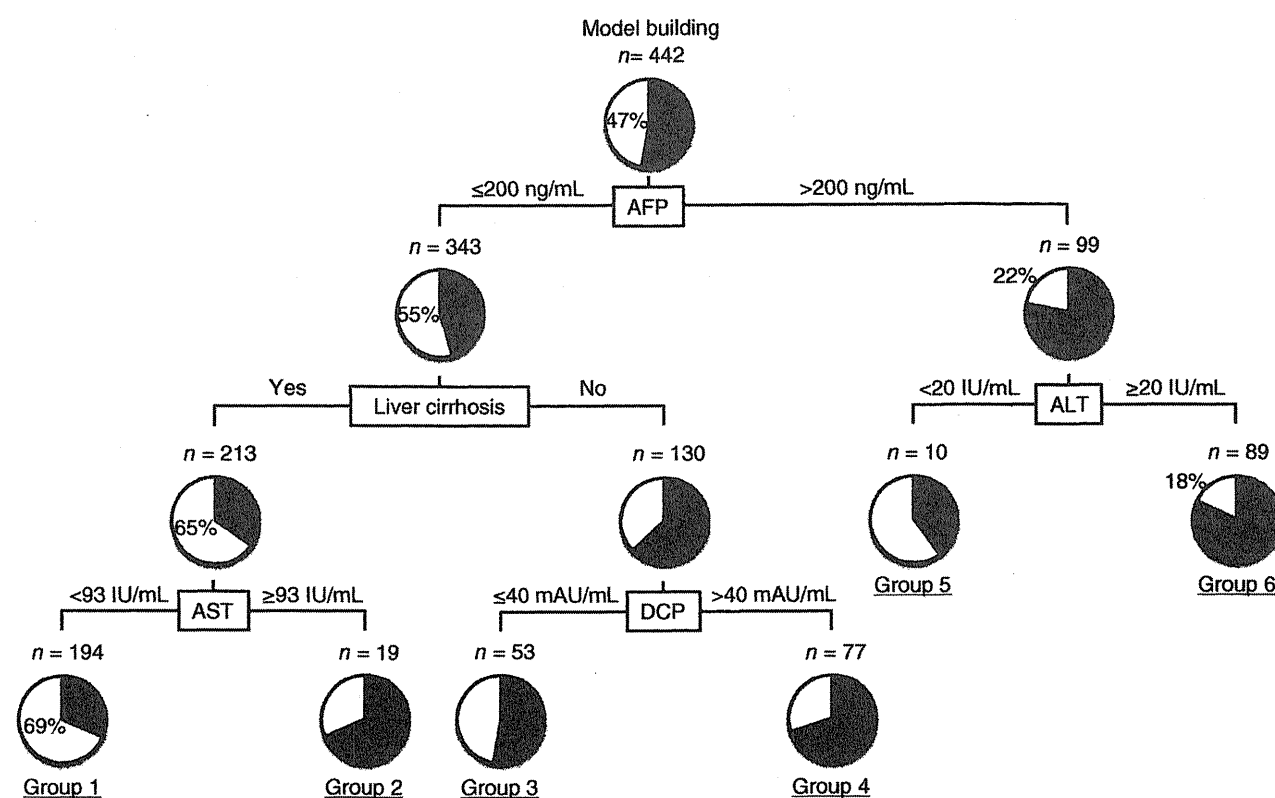 Model building
n= 442
47%
≤200 ng/mL
AFP
>200 ng/mL
n = 343
n = 99
55%
22%
Yes
Liver cirrhosis
No
<20 IU/mL
ALT
≥20 IU/mL
n = 213
n = 130
n = 10
n = 89
65%
18%
Group 5
Group 6
<93 IU/mL
AST
≥93 IU/mL
≤40 mAU/mL
DCP
>40 mAU/mL
n = 194
n = 19
n = 53
n = 77
69%
Group 1
Group 2
Group 3
Group 4